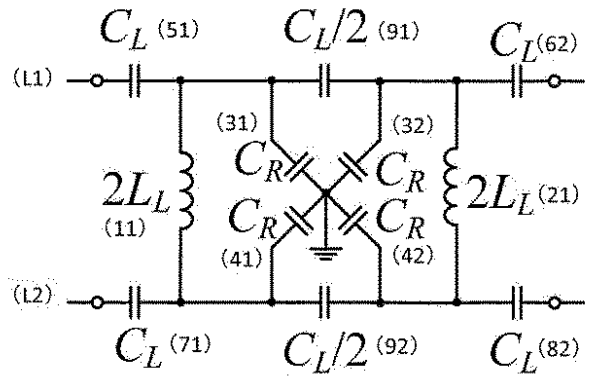 C_L (51) C_L/2 (91) C_L (62)
(L1)
(31) (32)
C_R C_R
2L_L 2L_L (21)
(11) C_R C_R
(41) (42)
(L2)
C_L (71) C_L/2 (92) C_L (82)